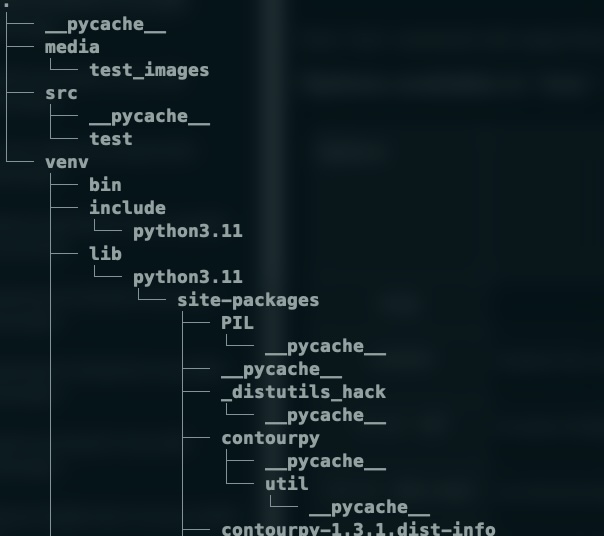 .
├── __pycache__
├── media
│   └── test_images
├── src
│   ├── __pycache__
│   └── test
└── venv
    ├── bin
    ├── include
    │   └── python3.11
    ├── lib
    │   └── python3.11
    │       └── site-packages
    │           ├── PIL
    │           │   └── __pycache__
    │           ├── __pycache__
    │           ├── _distutils_hack
    │           │   └── __pycache__
    │           ├── contourpy
    │           │   ├── __pycache__
    │           │   └── util
    │           │       └── __pycache__
    │           ├── contourpy-1.3.1.dist-info